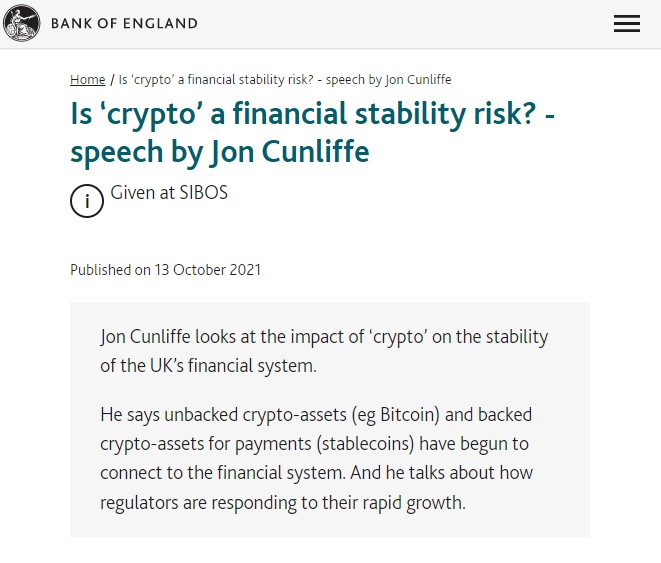 BANK OF ENGLAND
Home / Is ‘crypto’ a financial stability risk? - speech by Jon Cunliffe
Is ‘crypto’ a financial stability risk? -
speech by Jon Cunliffe
i Given at SIBOS
Published on 13 October 2021
Jon Cunliffe looks at the impact of ‘crypto’ on the stability
of the UK’s financial system.
He says unbacked crypto-assets (eg Bitcoin) and backed
crypto-assets for payments (stablecoins) have begun to
connect to the financial system. And he talks about how
regulators are responding to their rapid growth.